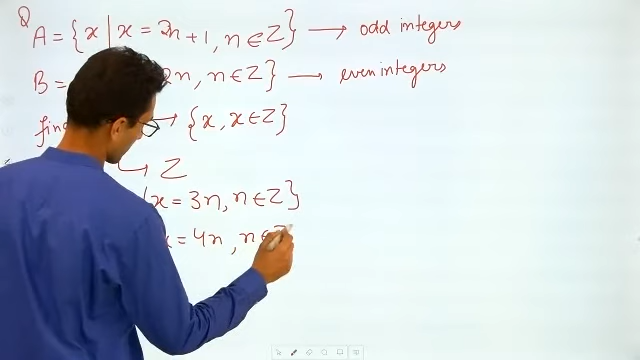 Q A = {x | x = 2n+1, n ∈ Z} → odd integers
B = 2n, n ∈ Z} → even integers
→ {x, x ∈ Z}
↳ Z
x = 3n, n ∈ Z}
x = 4n, n ∈ Z